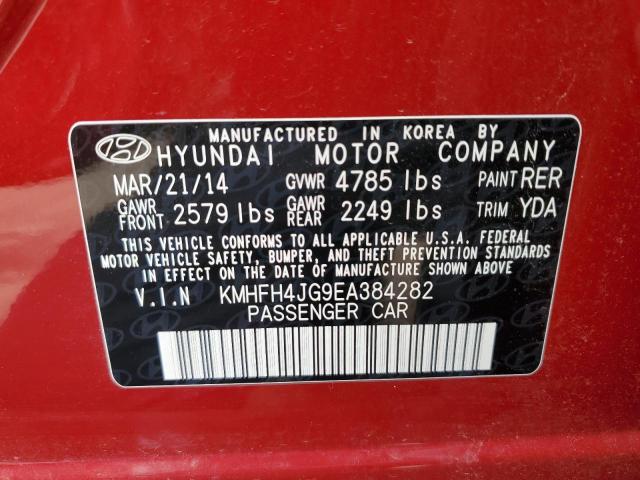 MANUFACTURED IN KOREA BY
HYUNDAI MOTOR COMPANY
MAR/21/14 GVWR 4785 lbs PAINT RER
GAWR FRONT 2579 lbs GAWR REAR 2249 lbs TRIM YDA
THIS VEHICLE CONFORMS TO ALL APPLICABLE U.S.A. FEDERAL
MOTOR VEHICLE SAFETY, BUMPER, AND THEFT PREVENTION STANDARDS
IN EFFECT ON THE DATE OF MANUFACTURE SHOWN ABOVE
V.I.N KMHFH4JG9EA384282
PASSENGER CAR